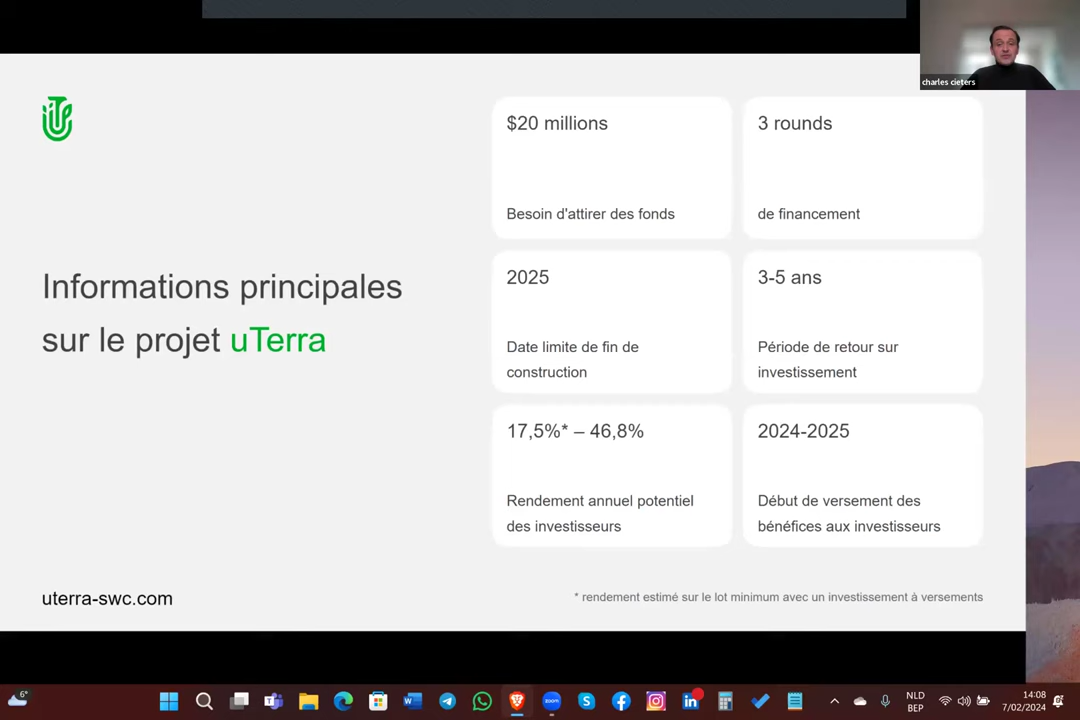 charles cieters
$20 millions
Besoin d'attirer des fonds
3 rounds
de financement
Informations principales
sur le projet uTerra
2025
Date limite de fin de
construction
3-5 ans
Période de retour sur
investissement
17,5%* – 46,8%
Rendement annuel potentiel
des investisseurs
2024-2025
Début de versement des
bénéfices aux investisseurs
uterra-swc.com
* rendement estimé sur le lot minimum avec un investissement à versements
6°
NLD
BEP
14:08
7/02/2024